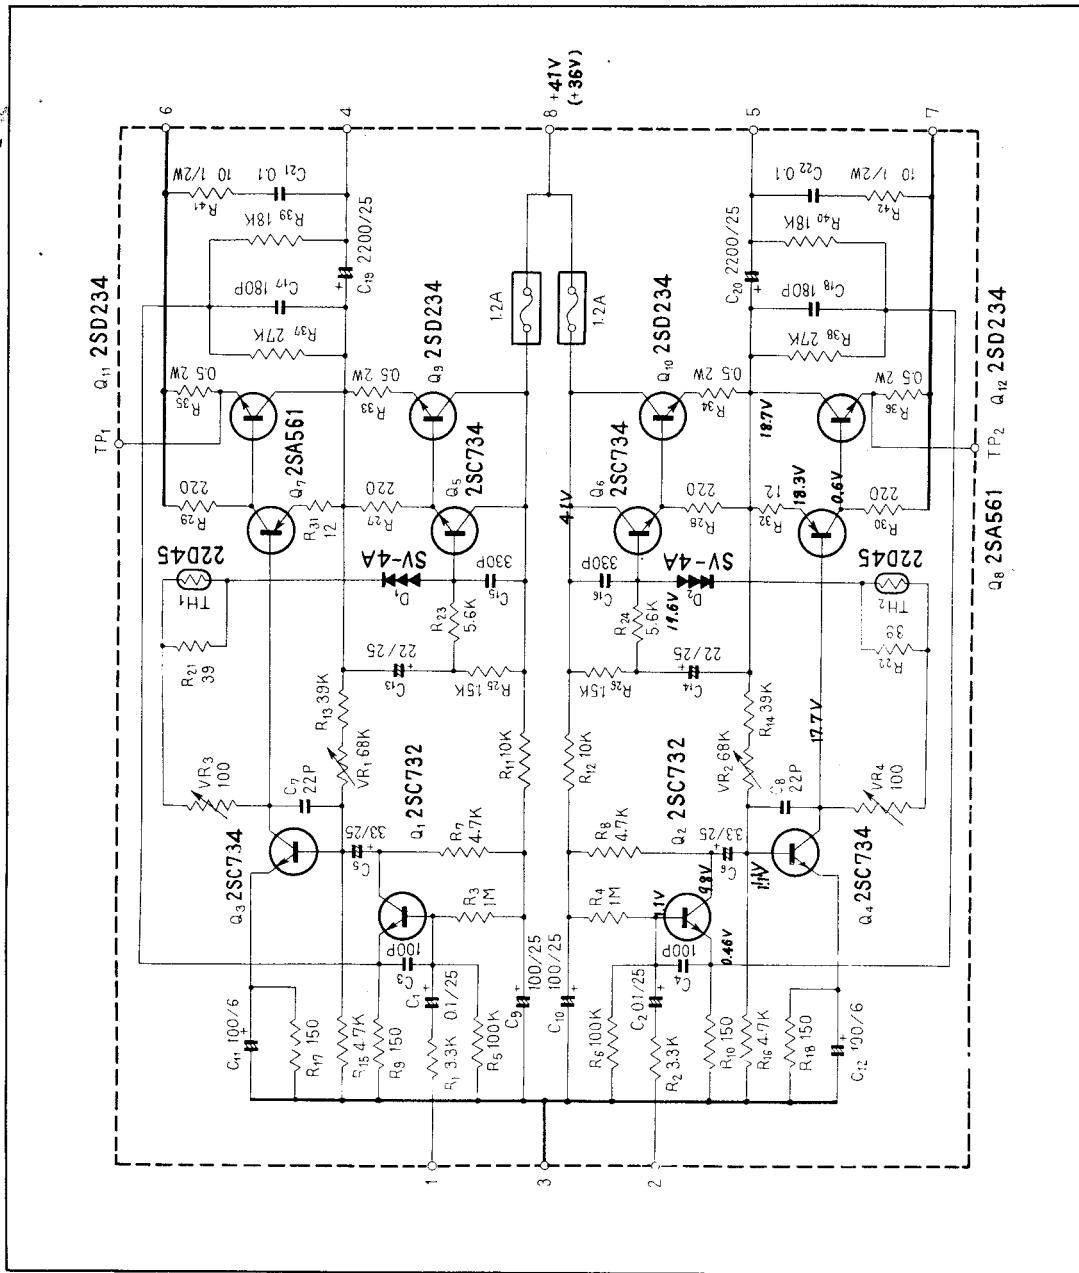 +41V
(+36V)
6
4
8
5
7
Q11 2SD234
R41
10 1/2W
C21 0.1
R39 18K
C17 180P
R37 27K
C19 2200/25
1.2A
1.2A
C20 2200/25
R40 18K
C18 180P
R38 27K
C22 0.1
R42
10 1/2W
TP1
R35
0.5 2W
R33
0.5 2W
Q9 2SD234
Q10 2SD234
R34
0.5 2W
18.7V
R36
0.5 2W
Q12 2SD234
TP2
Q7 2SA561
R29
220
R31
12
R27
220
Q5
2SC734
41V
Q6
2SC734
R28
220
R32
12
18.3V
0.6V
R30
220
Q8 2SA561
22D45
TH1
R21
39
SV-4A
D1
C15
330P
R23
5.6K
C16
330P
R24
5.6K
19.6V
D2
SV-4A
22D45
TH2
R22
C13
22/25
R25
1.5K
R26
1.5K
C14
22/25
VR3
100
C7
22P
R13 39K
VR1 68K
R11 10K
R12 10K
R14 39K
VR2 68K
C8
22P
17.7V
VR4
100
Q3 2SC734
C5
33/25
Q1 2SC732
R7
4.7K
R3
1M
R8
4.7K
R4
1M
Q2 2SC732
C6
33/25
9.8V
1.1V
1.1V
0.46V
Q4 2SC734
C3
100P
C4
100P
C11 100/6
R17 150
R15 4.7K
R9 150
C1 0.1/25
R1 3.3K
R5 100K
C9
100/25
C10
100/25
R6 100K
C2 0.1/25
R2 3.3K
R10 150
R16 4.7K
R18 150
C12 100/6
1
3
2